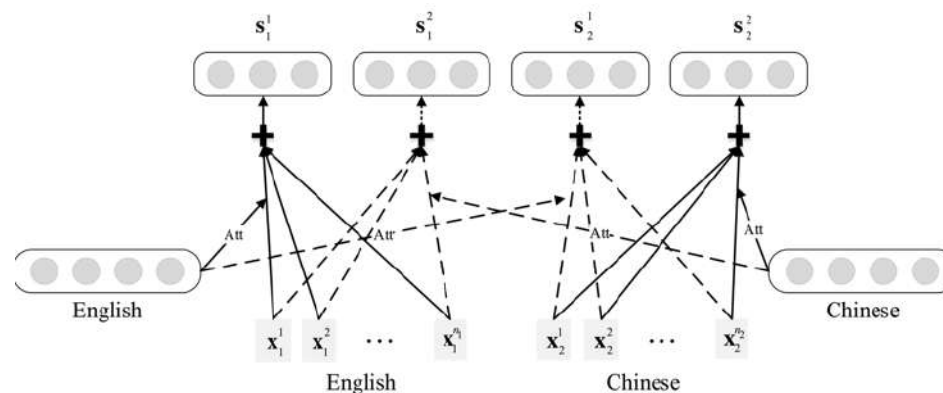 s₁¹ s₁² s₂¹ s₂²
Att Att Att Att
English Chinese
x₁¹ x₁² ··· x₁ⁿ¹ x₂¹ x₂² ··· x₂ⁿ²
English Chinese